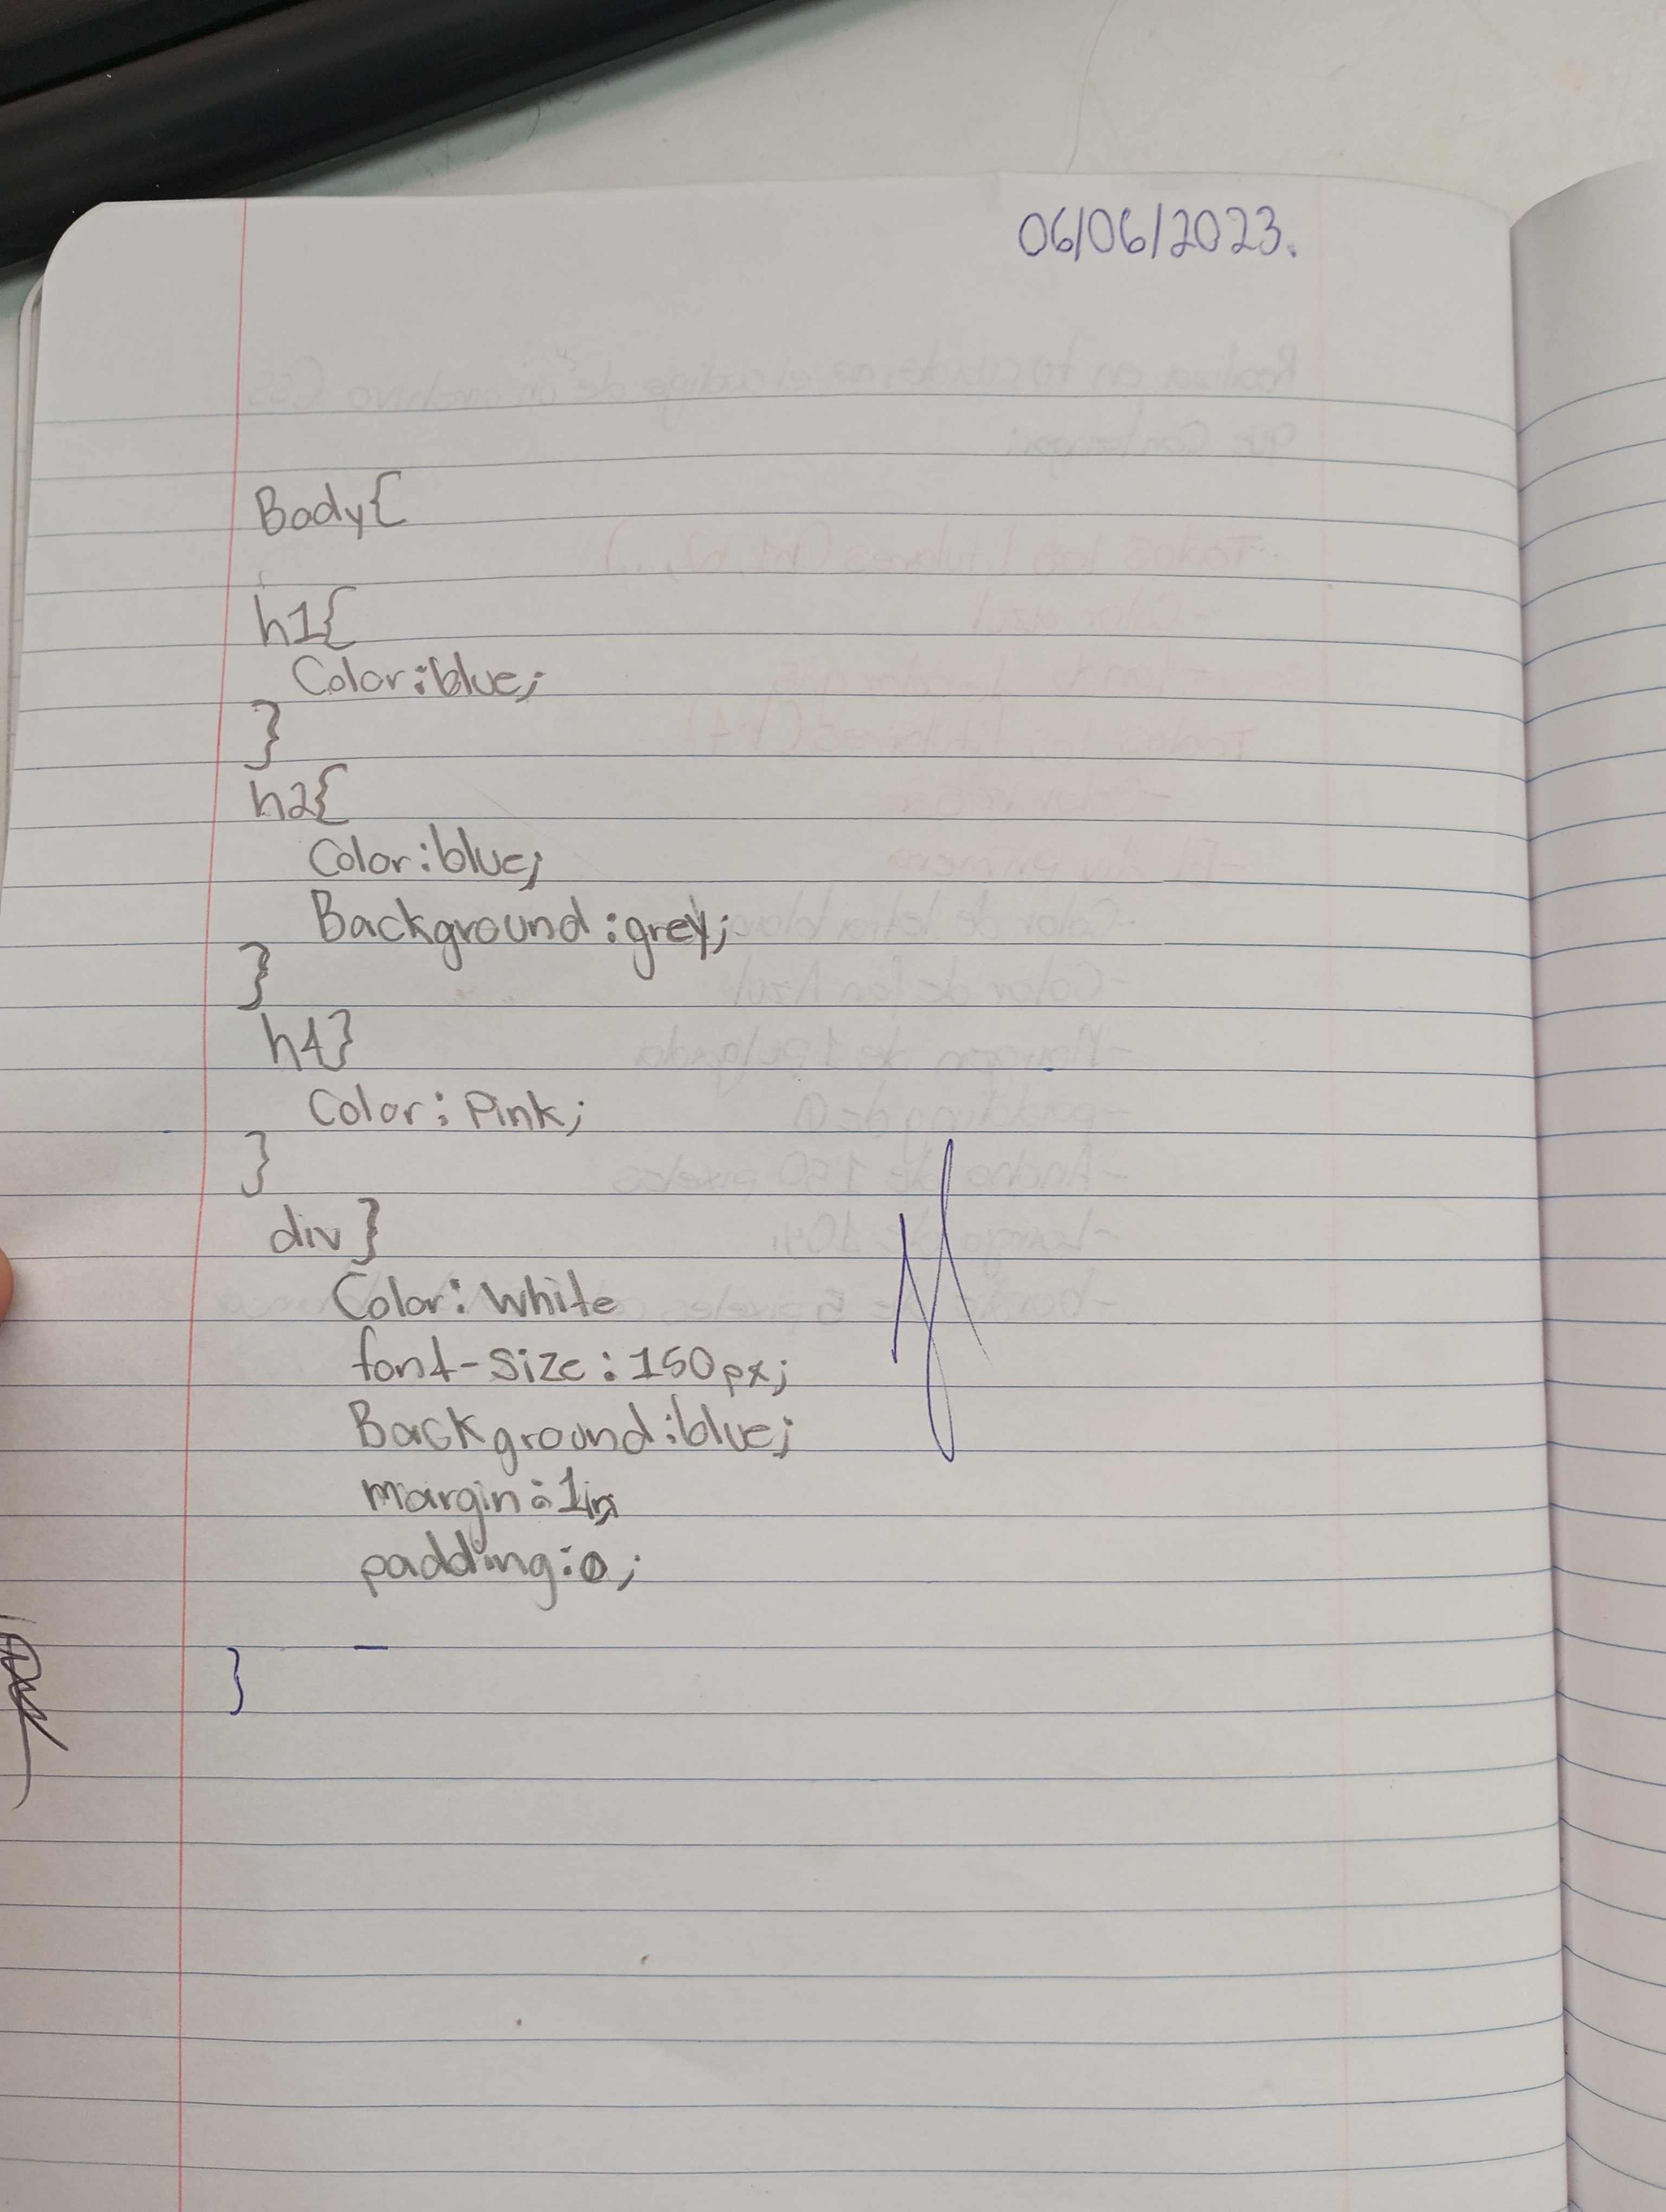 06/06/2023.
Body{
h1{
Color:blue;
}
h2{
Color:blue;
Background:grey;
}
h4}
Color:Pink;
}
div}
Color:White
font-size:150px;
Background:blue;
margin:1in
padding:0;
}